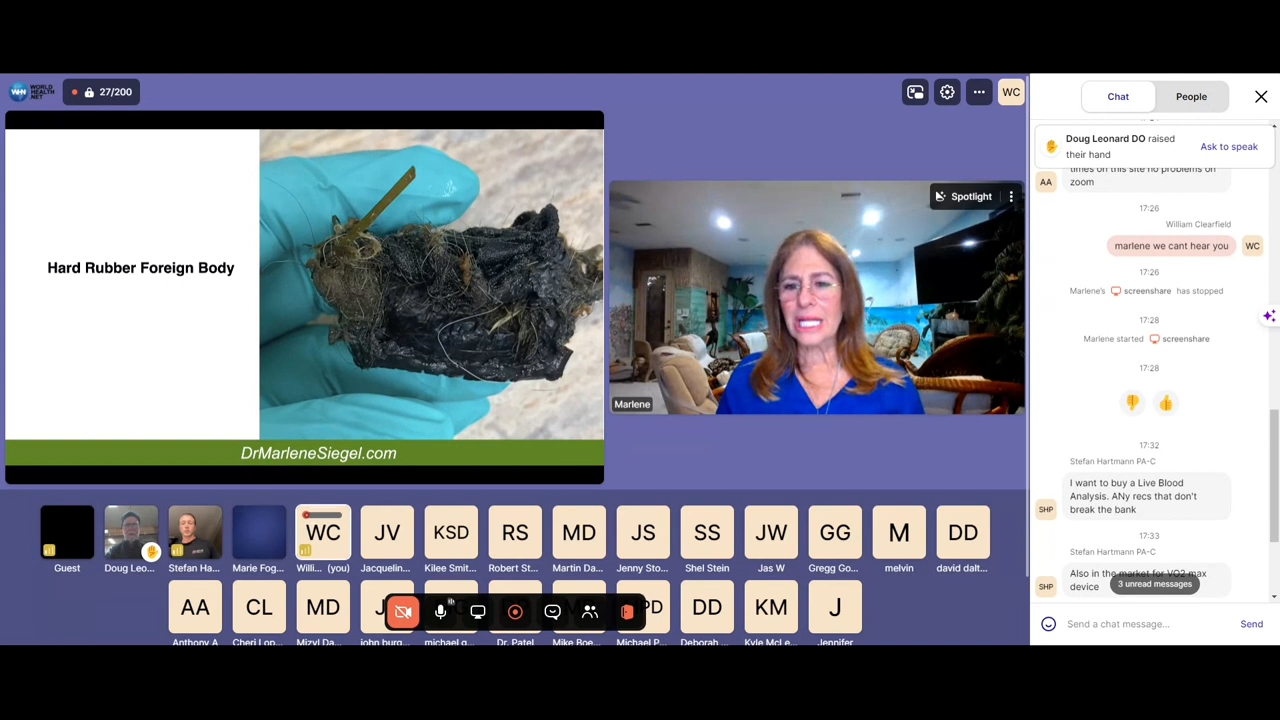 WORLD
HEALTH
.NET
27/200
WC
Chat
People
Hard Rubber Foreign Body
DrMarleneSiegel.com
Spotlight
Marlene
Doug Leonard DO raised
their hand
Ask to speak
times on this site no problems on
zoom
AA
17:26
William Clearfield
marlene we cant hear you
WC
17:26
Marlene's screenshare has stopped
17:28
Marlene started screenshare
17:28
17:32
Stefan Hartmann PA-C
I want to buy a Live Blood
Analysis. ANy recs that don't
break the bank
SHP
17:33
Stefan Hartmann PA-C
Also in the market for VO2 max
device
SHP
3 unread messages
Send a chat message...
Send
WC
JV
KSD
RS
MD
JS
SS
JW
GG
M
DD
Guest
Doug Leo...
Stefan Ha...
Marie Fog...
Willi... (you)
Jacquelin...
Kilee Smit...
Robert St...
Martin Da...
Jenny Sto...
Shel Stein
Jas W
Gregg Go...
melvin
david dalt...
AA
CL
MD
PD
DD
KM
J
Anthony A
Cheri Lop...
Mizyl Da...
john burg...
michael g...
Dr. Patel
Mike Boe...
Michael P...
Deborah ...
Kyle McLe...
Jennifer